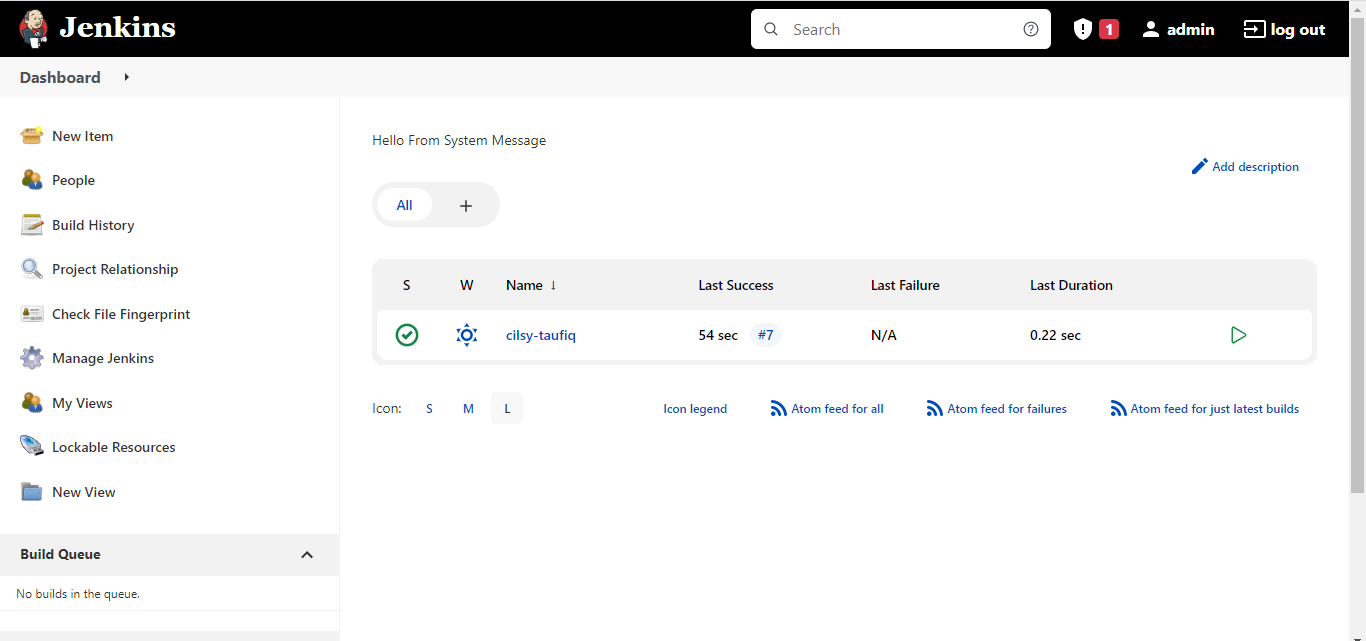 Jenkins
Search
1
admin
log out
Dashboard
New Item
People
Build History
Project Relationship
Check File Fingerprint
Manage Jenkins
My Views
Lockable Resources
New View
Build Queue
No builds in the queue.
Hello From System Message
Add description
All +
S W Name ↓ Last Success Last Failure Last Duration
cilsy-taufiq 54 sec #7 N/A 0.22 sec
Icon: S M L Icon legend Atom feed for all Atom feed for failures Atom feed for just latest builds